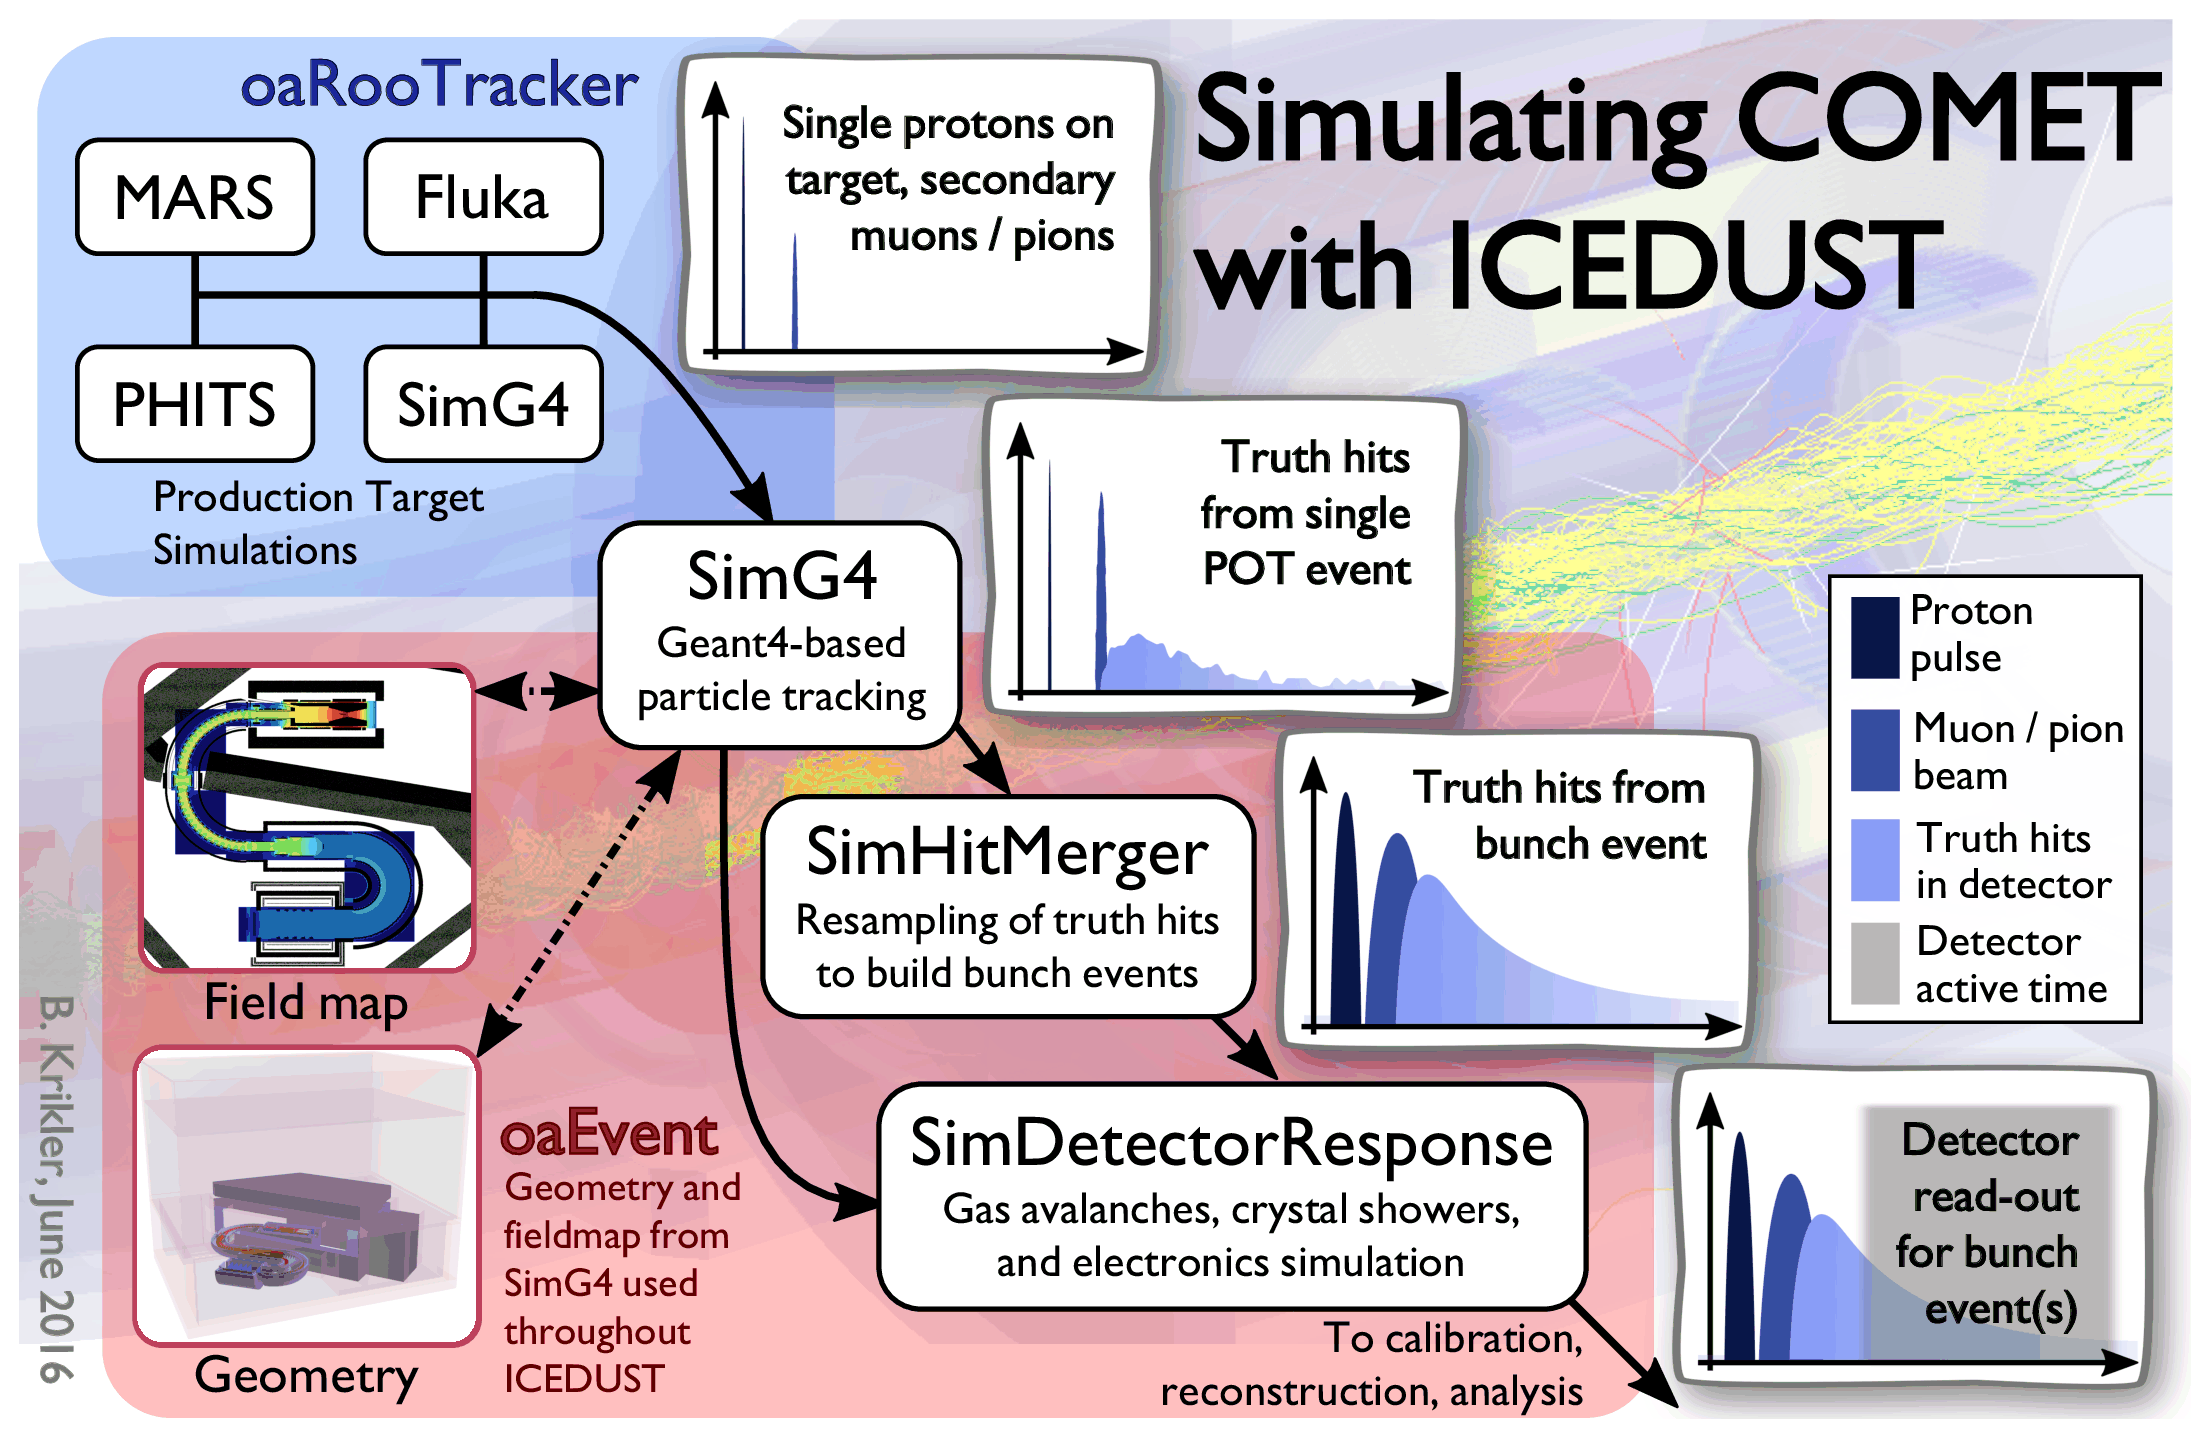 Simulating COMET
with ICEDUST
oaRooTracker
MARS
Fluka
PHITS
SimG4
Production Target
Simulations
Single protons on
target, secondary
muons / pions
SimG4
Geant4-based
particle tracking
Truth hits
from single
POT event
Proton
pulse
Muon / pion
beam
Truth hits
in detector
Detector
active time
Field map
SimHitMerger
Resampling of truth hits
to build bunch events
Truth hits from
bunch event
Geometry
oaEvent
Geometry and
fieldmap from
SimG4 used
throughout
ICEDUST
SimDetectorResponse
Gas avalanches, crystal showers,
and electronics simulation
To calibration,
reconstruction, analysis
Detector
read-out
for bunch
event(s)
B. Krikler, June 2016